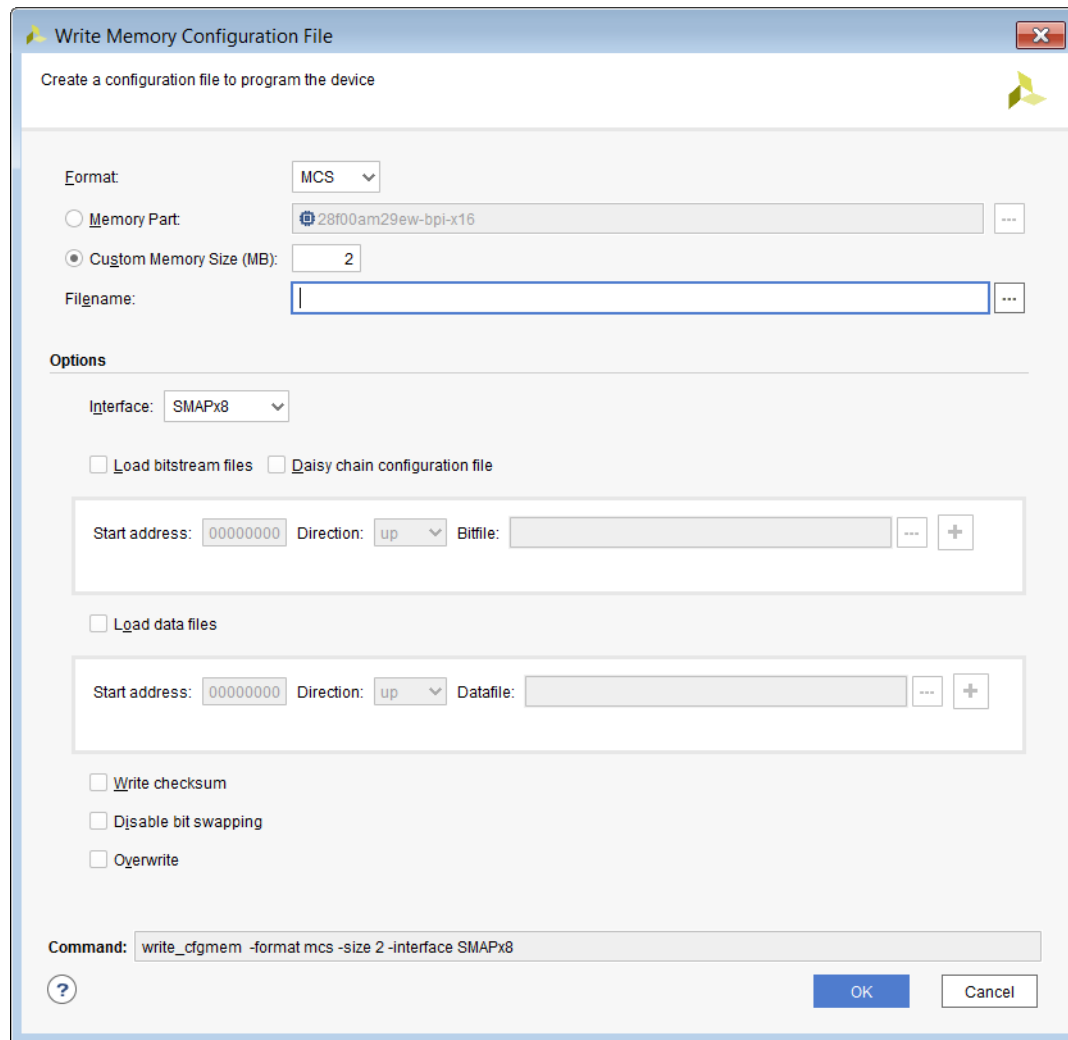 Write Memory Configuration File
Create a configuration file to program the device
Format: MCS
Memory Part: 28f00am29ew-bpi-x16 ---
Custom Memory Size (MB): 2
Filename: ...
Options
Interface: SMAPx8
Load bitstream files Daisy chain configuration file
Start address: 00000000 Direction: up Bitfile: --- +
Load data files
Start address: 00000000 Direction: up Datafile: --- +
Write checksum
Disable bit swapping
Overwrite
Command: write_cfgmem -format mcs -size 2 -interface SMAPx8
? OK Cancel